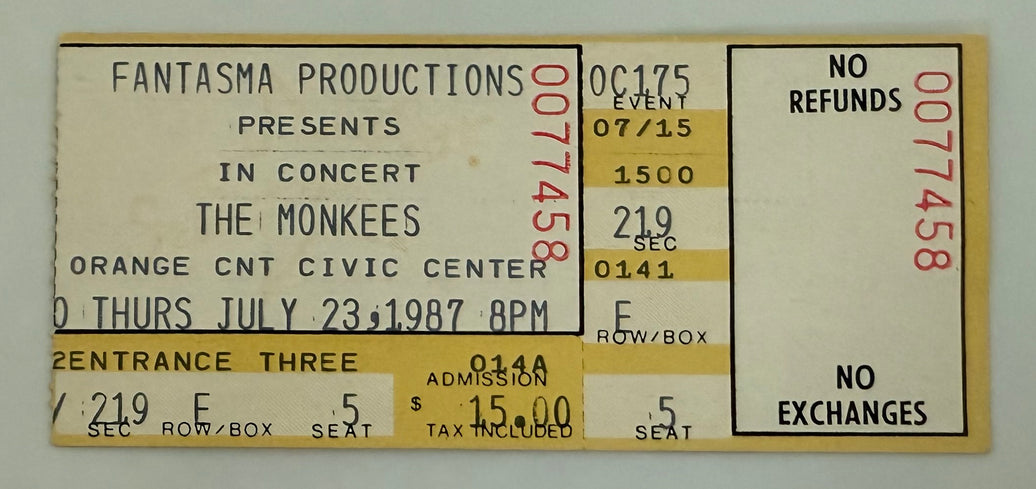 FANTASMA PRODUCTIONS
PRESENTS
IN CONCERT
THE MONKEES
ORANGE CNT CIVIC CENTER
THURS JULY 23,1987 8PM
2ENTRANCE THREE 014A
ADMISSION
219 E 5 $ 15.00
SEC ROW/BOX SEAT TAX INCLUDED
0077458
OC175
EVENT
07/15
1500
219
SEC
0141
E
ROW/BOX
5
SEAT
NO
REFUNDS
0077458
NO
EXCHANGES